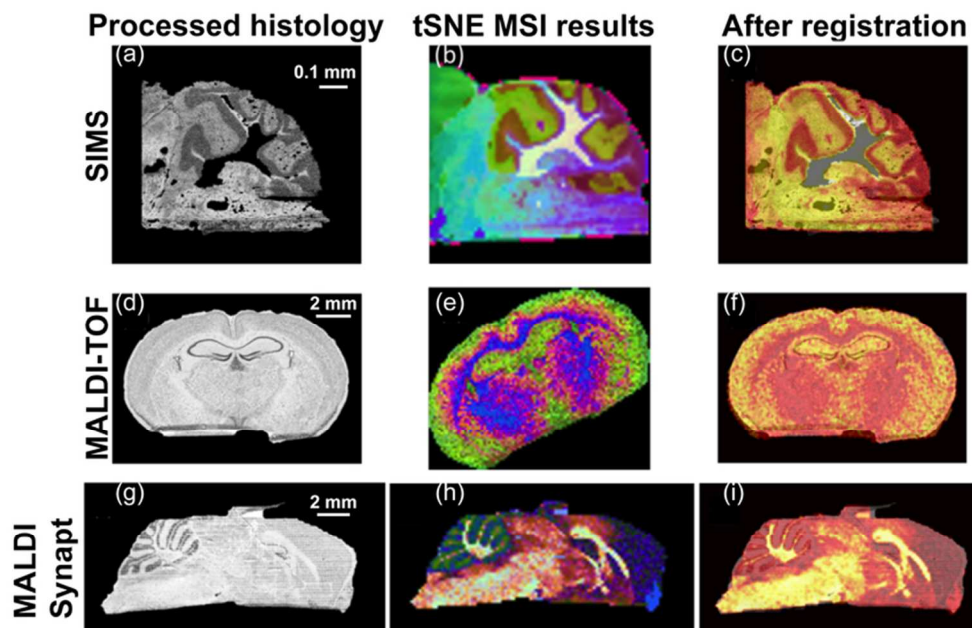 Processed histology tSNE MSI results After registration
SIMS
(a) (b) (c)
0.1 mm
MALDI-TOF
(d) (e) (f)
2 mm
MALDI
Synapt
(g) (h) (i)
2 mm